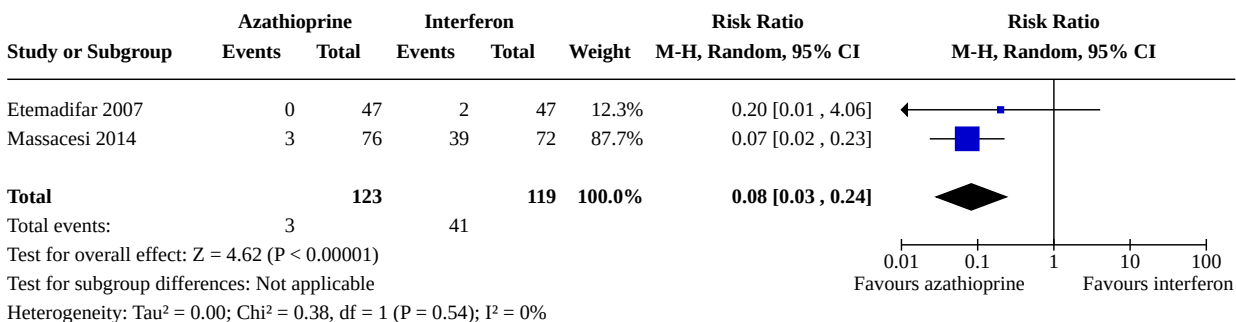 Azathioprine Interferon Risk Ratio Risk Ratio
Study or Subgroup Events Total Events Total Weight M-H, Random, 95% CI M-H, Random, 95% CI
Etemadifar 2007 0 47 2 47 12.3% 0.20 [0.01 , 4.06]
Massacesi 2014 3 76 39 72 87.7% 0.07 [0.02 , 0.23]
Total 123 119 100.0% 0.08 [0.03 , 0.24]
Total events: 3 41
Test for overall effect: Z = 4.62 (P < 0.00001) 0.01 0.1 1 10 100
Test for subgroup differences: Not applicable Favours azathioprine Favours interferon
Heterogeneity: Tau² = 0.00; Chi² = 0.38, df = 1 (P = 0.54); I² = 0%